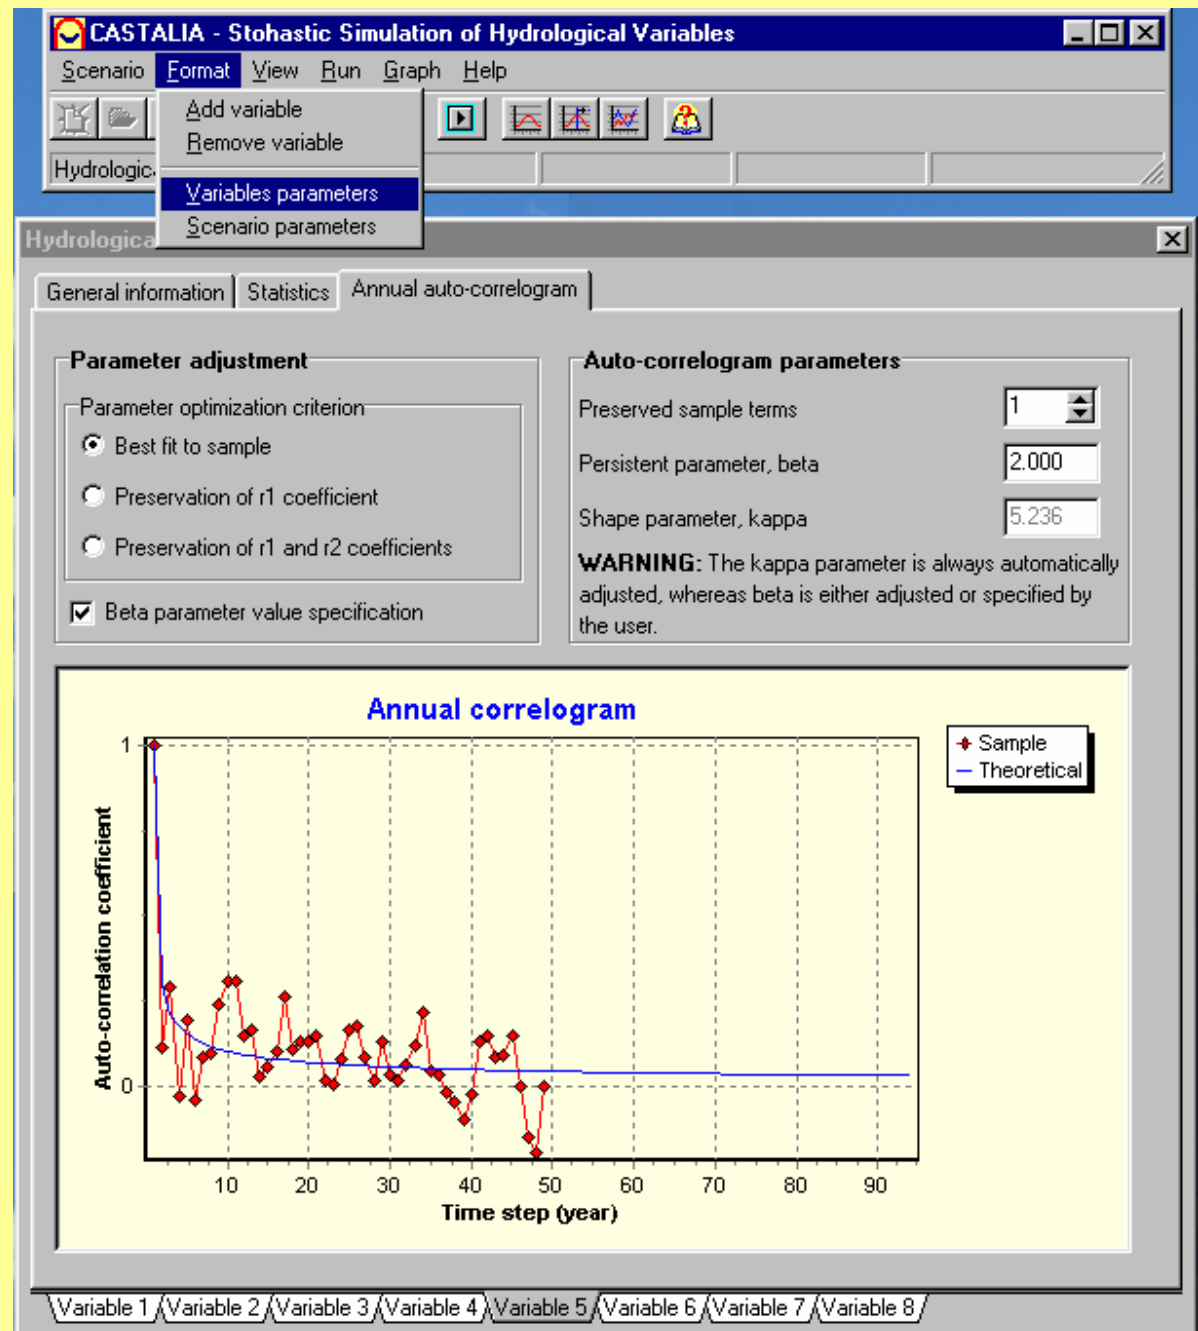 CASTALIA - Stohastic Simulation of Hydrological Variables
Scenario Format View Run Graph Help
Add variable
Remove variable
Variables parameters
Scenario parameters
Hydrologic
Hydrologica
General information Statistics Annual auto-correlogram
Parameter adjustment
Parameter optimization criterion
Best fit to sample
Preservation of r1 coefficient
Preservation of r1 and r2 coefficients
Beta parameter value specification
Auto-correlogram parameters
Preserved sample terms 1
Persistent parameter, beta 2.000
Shape parameter, kappa 5.236
WARNING: The kappa parameter is always automatically
adjusted, whereas beta is either adjusted or specified by
the user.
Annual correlogram
Sample
Theoretical
Auto-correlation coefficient
1
0
10 20 30 40 50 60 70 80 90
Time step (year)
Variable 1 Variable 2 Variable 3 Variable 4 Variable 5 Variable 6 Variable 7 Variable 8